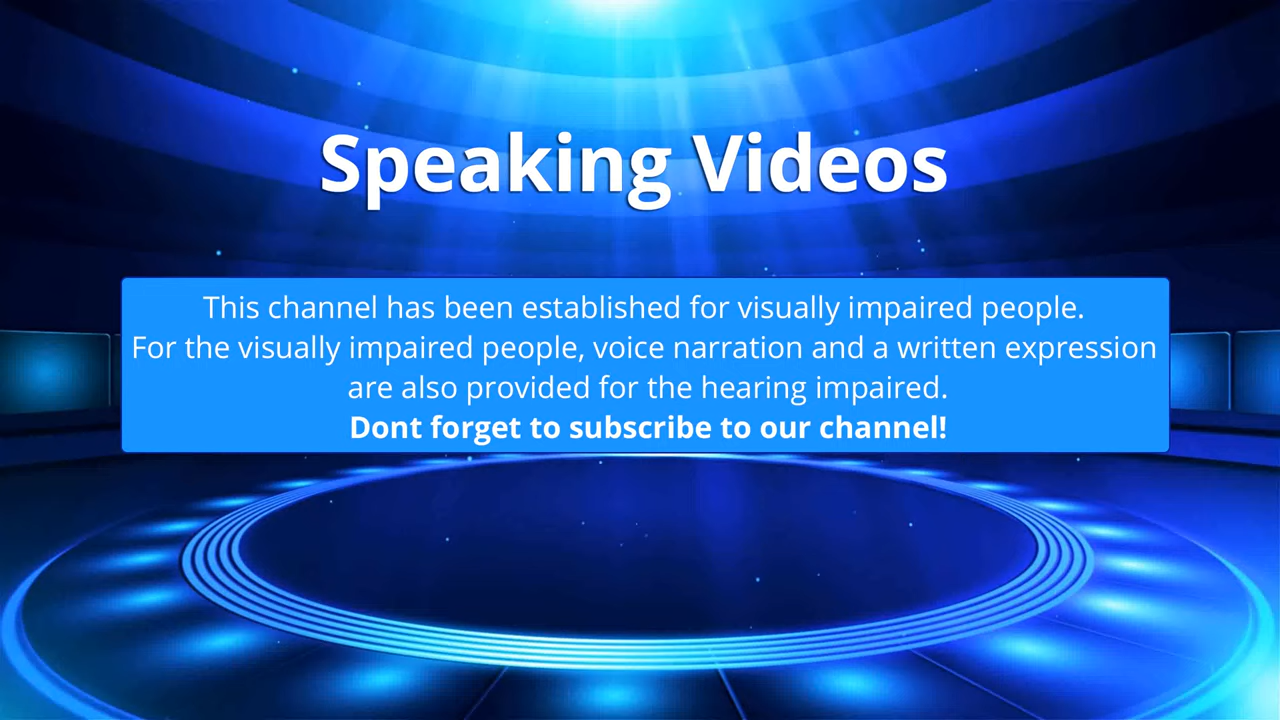 Speaking Videos
This channel has been established for visually impaired people.
For the visually impaired people, voice narration and a written expression
are also provided for the hearing impaired.
Dont forget to subscribe to our channel!